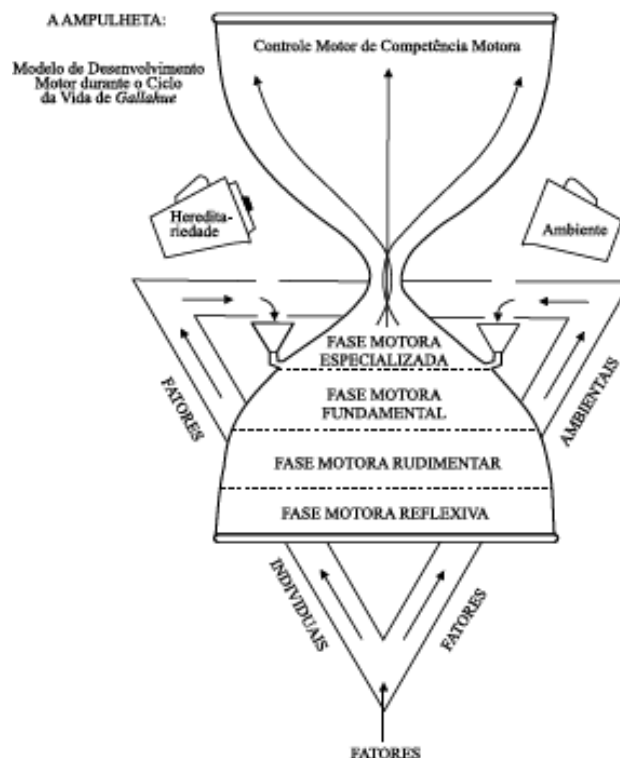 A AMPULHETA:
Modelo de Desenvolvimento
Motor durante o Ciclo
da Vida de Gallahue
Controle Motor de Competência Motora
Heredita-
riedade
Ambiente
FASE MOTORA
ESPECIALIZADA
FASE MOTORA
FUNDAMENTAL
FASE MOTORA RUDIMENTAR
FASE MOTORA REFLEXIVA
FATORES
AMBIENTAIS
INDIVIDUAIS
FATORES
FATORES